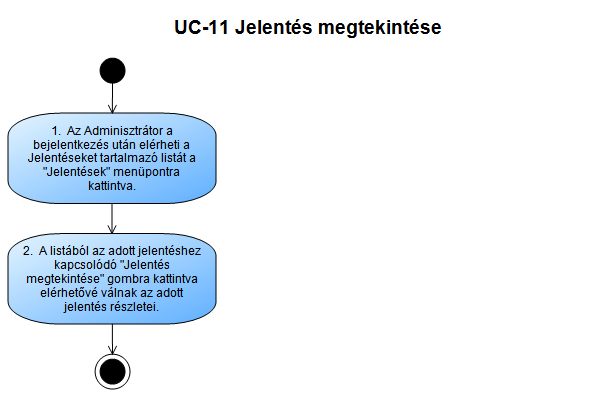 UC-11 Jelentés megtekintése
1.  Az Adminisztrátor a
bejelentkezés után elérheti a
Jelentéseket tartalmazó listát a
"Jelentések" menüpontra
kattintva.
2.  A listából az adott jelentéshez
kapcsolódó "Jelentés
megtekintése" gombra kattintva
elérhetővé válnak az adott
jelentés részletei.